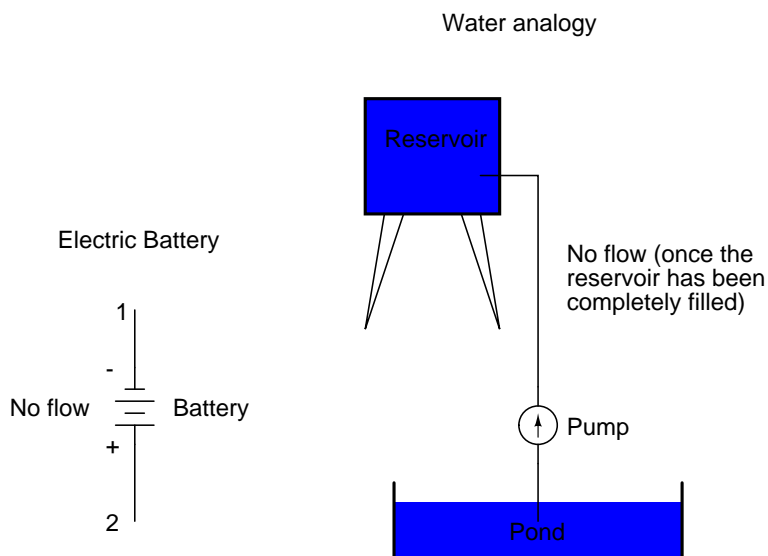 Water analogy
Reservoir
Electric Battery
No flow (once the
reservoir has been
completely filled)
1
-
No flow
Battery
Pump
+
2
Pond